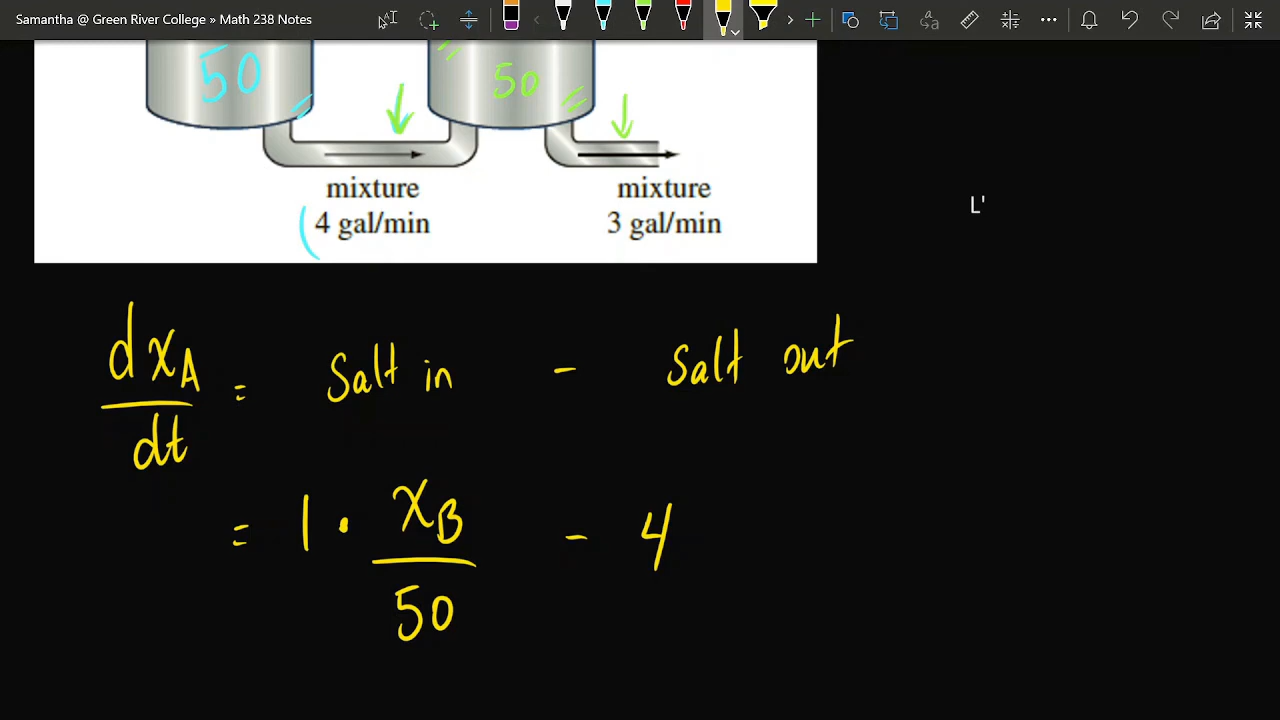 Samantha @ Green River College » Math 238 Notes
50 50
mixture mixture
4 gal/min 3 gal/min
L'
dx_A/dt = Salt in - Salt out
= 1 · x_B/50 - 4